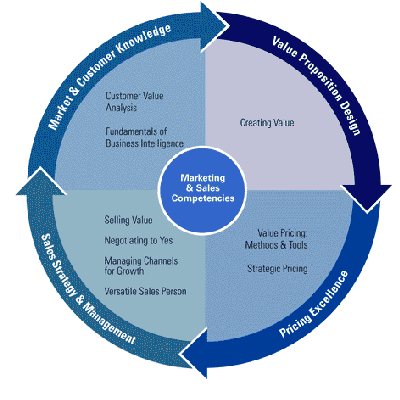 Market & Customer Knowledge
Value Proposition Design
Customer Value
Analysis
Fundamentals of
Business Intelligence
Creating Value
Marketing
& Sales
Competencies
Selling Value
Negotiating to Yes
Managing Channels
for Growth
Versatile Sales Person
Value Pricing:
Methods & Tools
Strategic Pricing
Sales Strategy & Management
Pricing Excellence